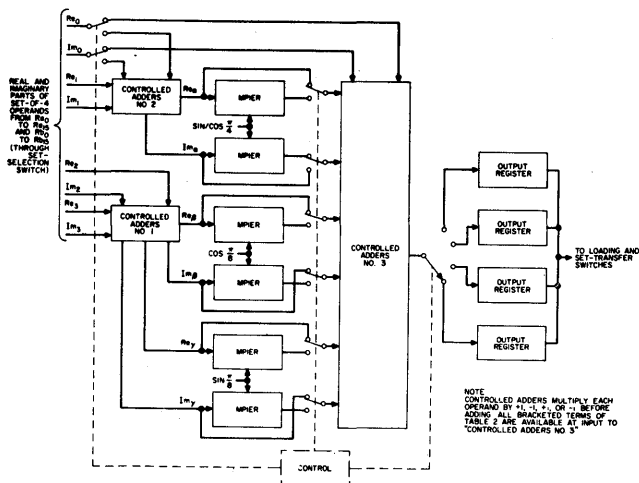 Re0
Im0
REAL AND
IMAGINARY
PARTS OF
SET-OF-4
OPERANDS
FROM Re0
TO Re15
AND Rb0
TO Rb15
(THROUGH
SET-
SELECTION
SWITCH)
Re1
Im1
CONTROLLED
ADDERS
NO. 2
Reα
MPIER
SIN/COS π/4
Imα
MPIER
Re2
Im2
Re3
Im3
CONTROLLED
ADDERS
NO. 1
Reβ
MPIER
COS π/8
Imβ
MPIER
Reγ
MPIER
SIN π/8
Imγ
MPIER
CONTROLLED
ADDERS
NO. 3
OUTPUT
REGISTER
OUTPUT
REGISTER
OUTPUT
REGISTER
OUTPUT
REGISTER
TO LOADING AND
SET-TRANSFER
SWITCHES
NOTE
CONTROLLED ADDERS MULTIPLY EACH
OPERAND BY +1, -1, +i, OR -i BEFORE
ADDING ALL BRACKETED TERMS OF
TABLE 2 ARE AVAILABLE AT INPUT TO
"CONTROLLED ADDERS NO 3"
CONTROL